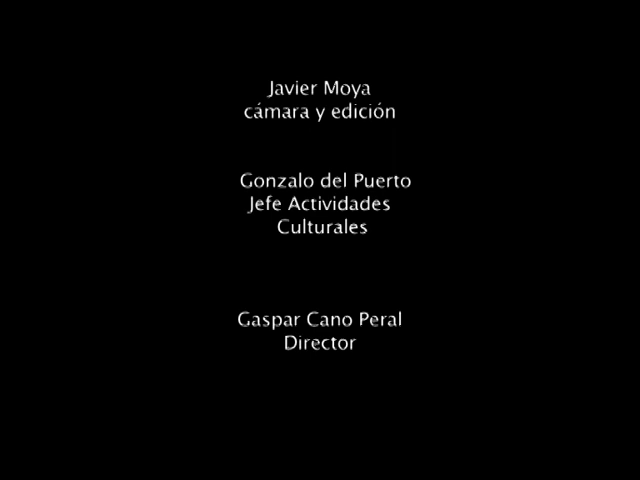 Javier Moya
cámara y edición
Gonzalo del Puerto
Jefe Actividades
Culturales
Gaspar Cano Peral
Director